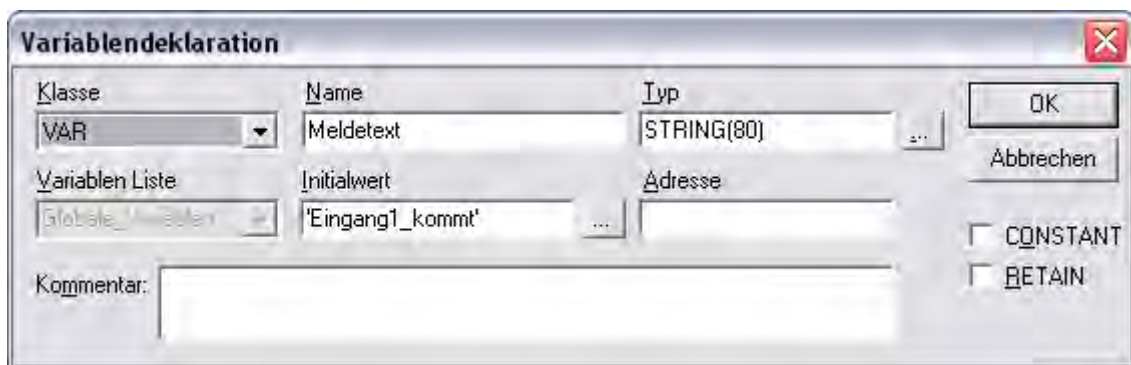 Variablendeklaration
Klasse Name Typ
VAR Meldetext STRING(80) ... OK
Variablen Liste Initialwert Adresse Abbrechen
'Eingang1_kommt' ...
CONSTANT
Kommentar: RETAIN